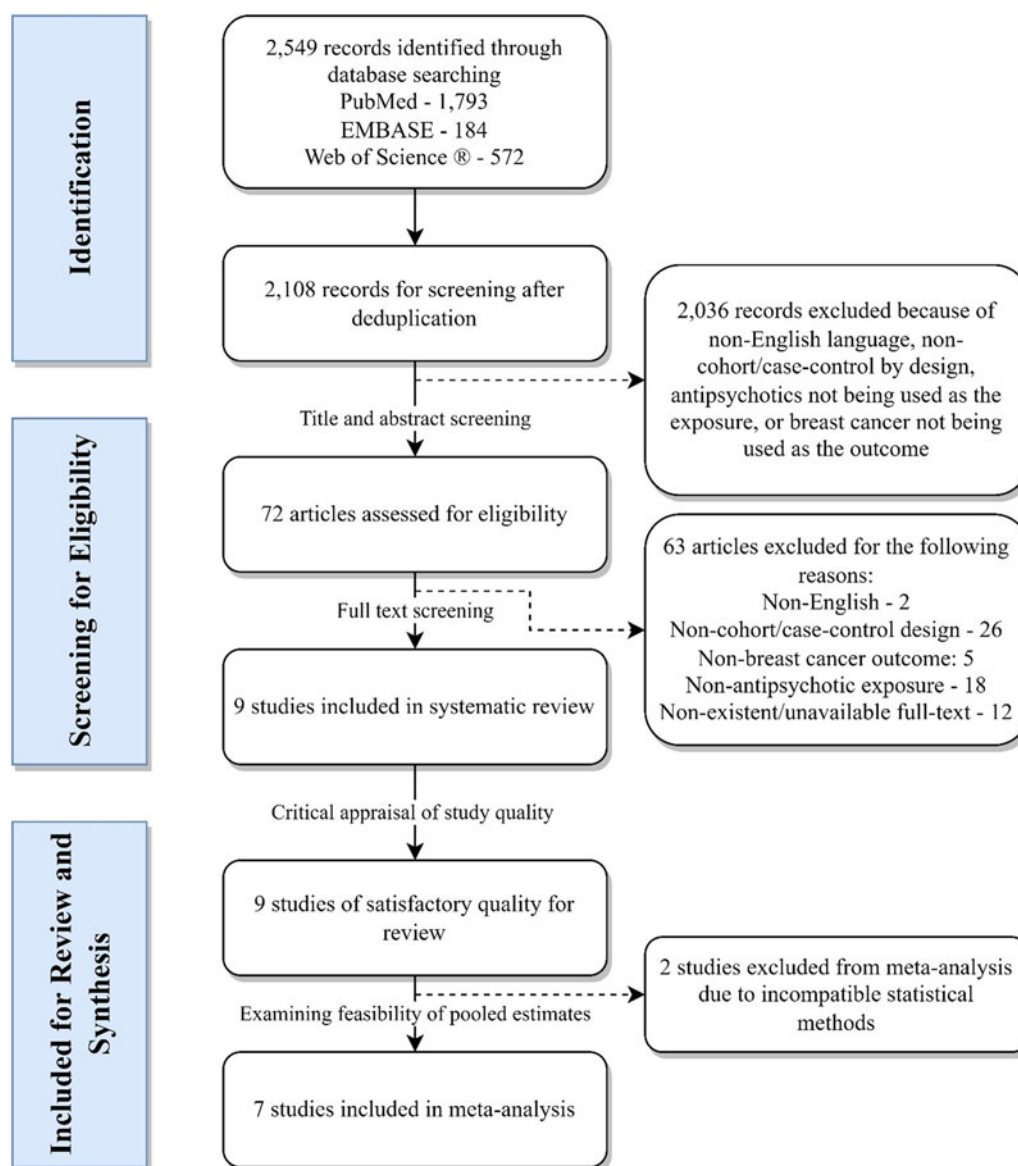 Identification
2,549 records identified through
database searching
PubMed - 1,793
EMBASE - 184
Web of Science ® - 572
2,108 records for screening after
deduplication
2,036 records excluded because of
non-English language, non-
cohort/case-control by design,
antipsychotics not being used as the
exposure, or breast cancer not being
used as the outcome
Title and abstract screening
Screening for Eligibility
72 articles assessed for eligibility
63 articles excluded for the following
reasons:
Non-English - 2
Non-cohort/case-control design - 26
Non-breast cancer outcome: 5
Non-antipsychotic exposure - 18
Non-existent/unavailable full-text - 12
Full text screening
9 studies included in systematic review
Critical appraisal of study quality
Included for Review and
Synthesis
9 studies of satisfactory quality for
review
2 studies excluded from meta-analysis
due to incompatible statistical
methods
Examining feasibility of pooled estimates
7 studies included in meta-analysis